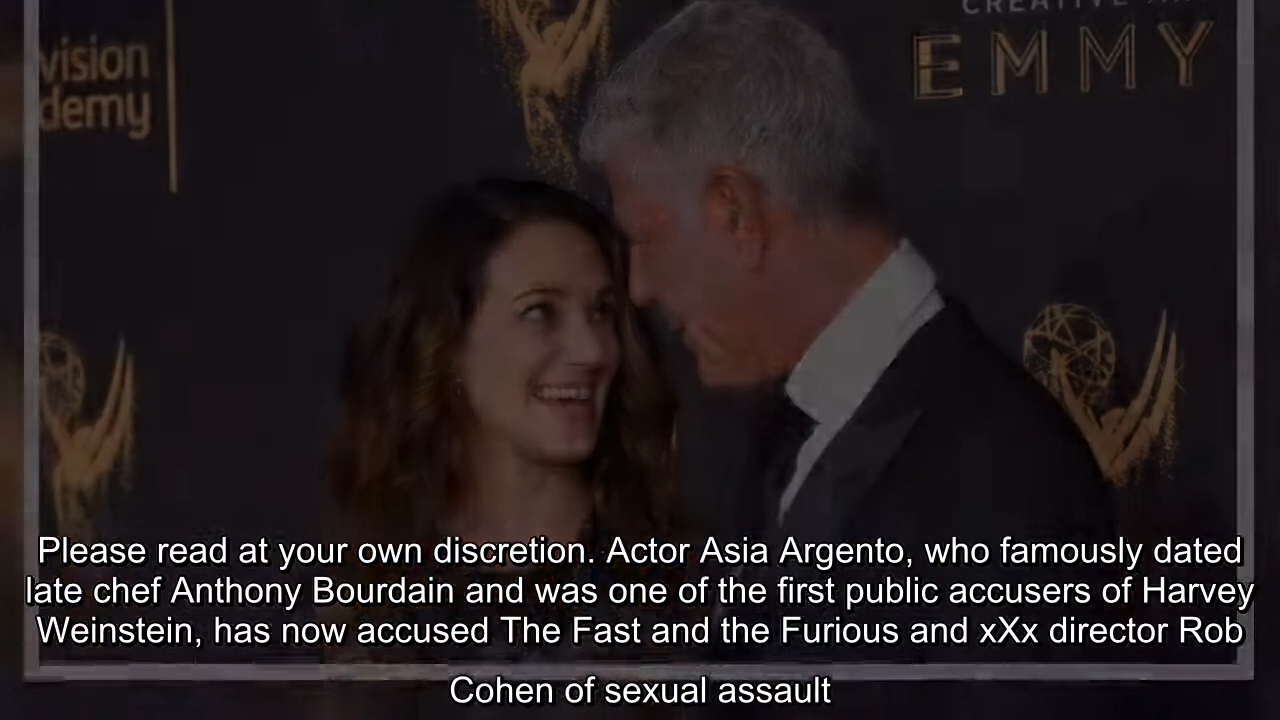 CREATIVE
EMMY
vision
demy
Please read at your own discretion. Actor Asia Argento, who famously dated
late chef Anthony Bourdain and was one of the first public accusers of Harvey
Weinstein, has now accused The Fast and the Furious and xXx director Rob
Cohen of sexual assault